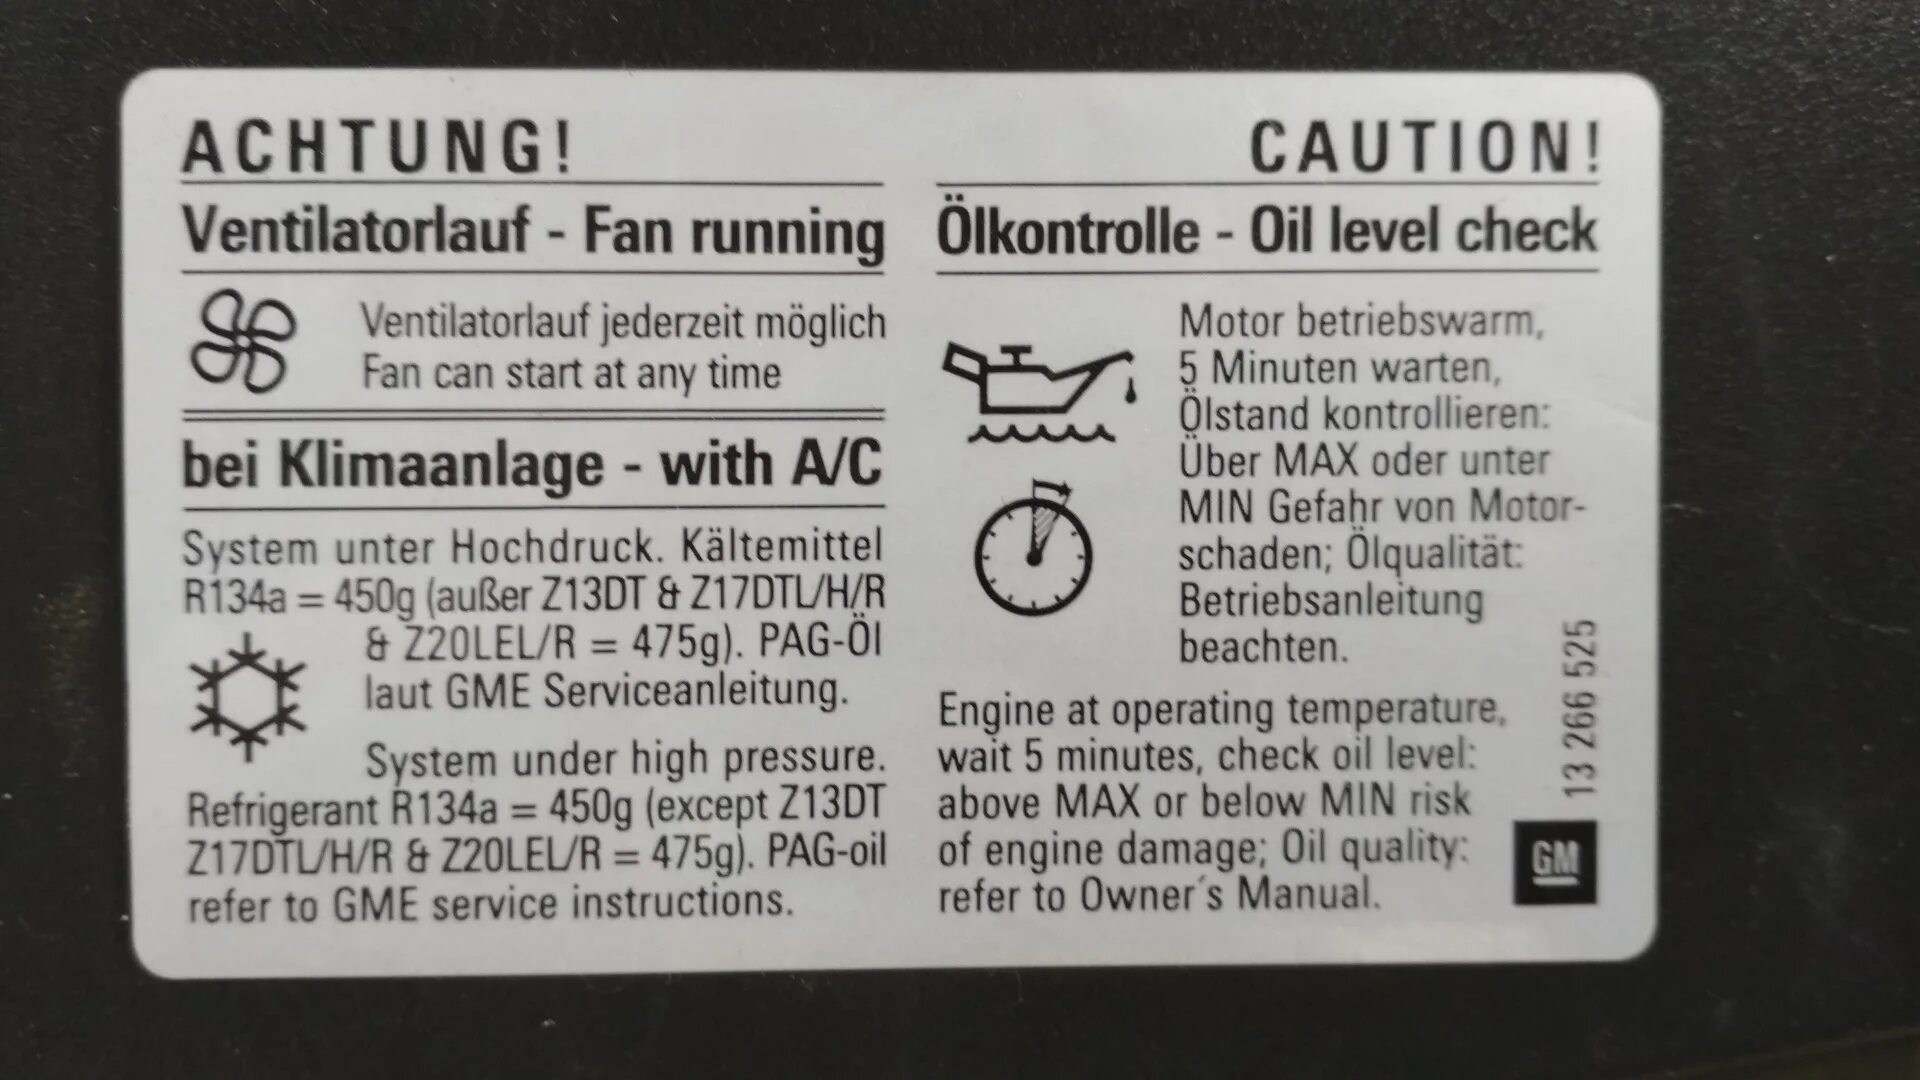 ACHTUNG!
CAUTION!
Ventilatorlauf - Fan running
Ventilatorlauf jederzeit möglich
Fan can start at any time
bei Klimaanlage - with A/C
System unter Hochdruck. Kältemittel
R134a = 450g (außer Z13DT & Z17DTL/H/R
& Z20LEL/R = 475g). PAG-Öl
laut GME Serviceanleitung.
System under high pressure.
Refrigerant R134a = 450g (except Z13DT
Z17DTL/H/R & Z20LEL/R = 475g). PAG-oil
refer to GME service instructions.
Ölkontrolle - Oil level check
Motor betriebswarm,
5 Minuten warten,
Ölstand kontrollieren:
Über MAX oder unter
MIN Gefahr von Motor-
schaden; Ölqualität:
Betriebsanleitung
beachten.
Engine at operating temperature,
wait 5 minutes, check oil level:
above MAX or below MIN risk
of engine damage; Oil quality:
refer to Owner´s Manual.
13 266 525
GM